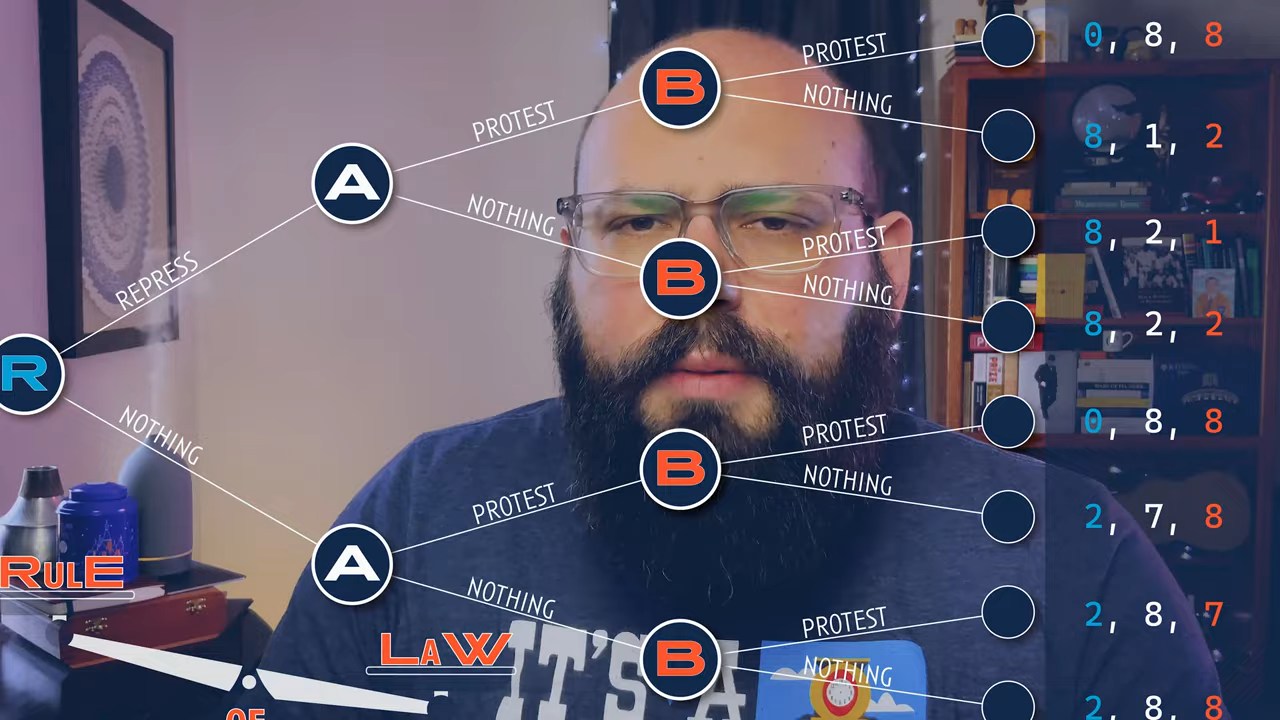 PROTEST
0, 8, 8
B
PROTEST
NOTHING
8, 1, 2
A
NOTHING
PROTEST
8, 2, 1
REPRESS
B
NOTHING
8, 2, 2
R
NOTHING
PROTEST
0, 8, 8
B
PROTEST
NOTHING
2, 7, 8
A
RULE
NOTHING
PROTEST
2, 8, 7
LAW
B
NOTHING
IT'S A
OF
2, 8, 8